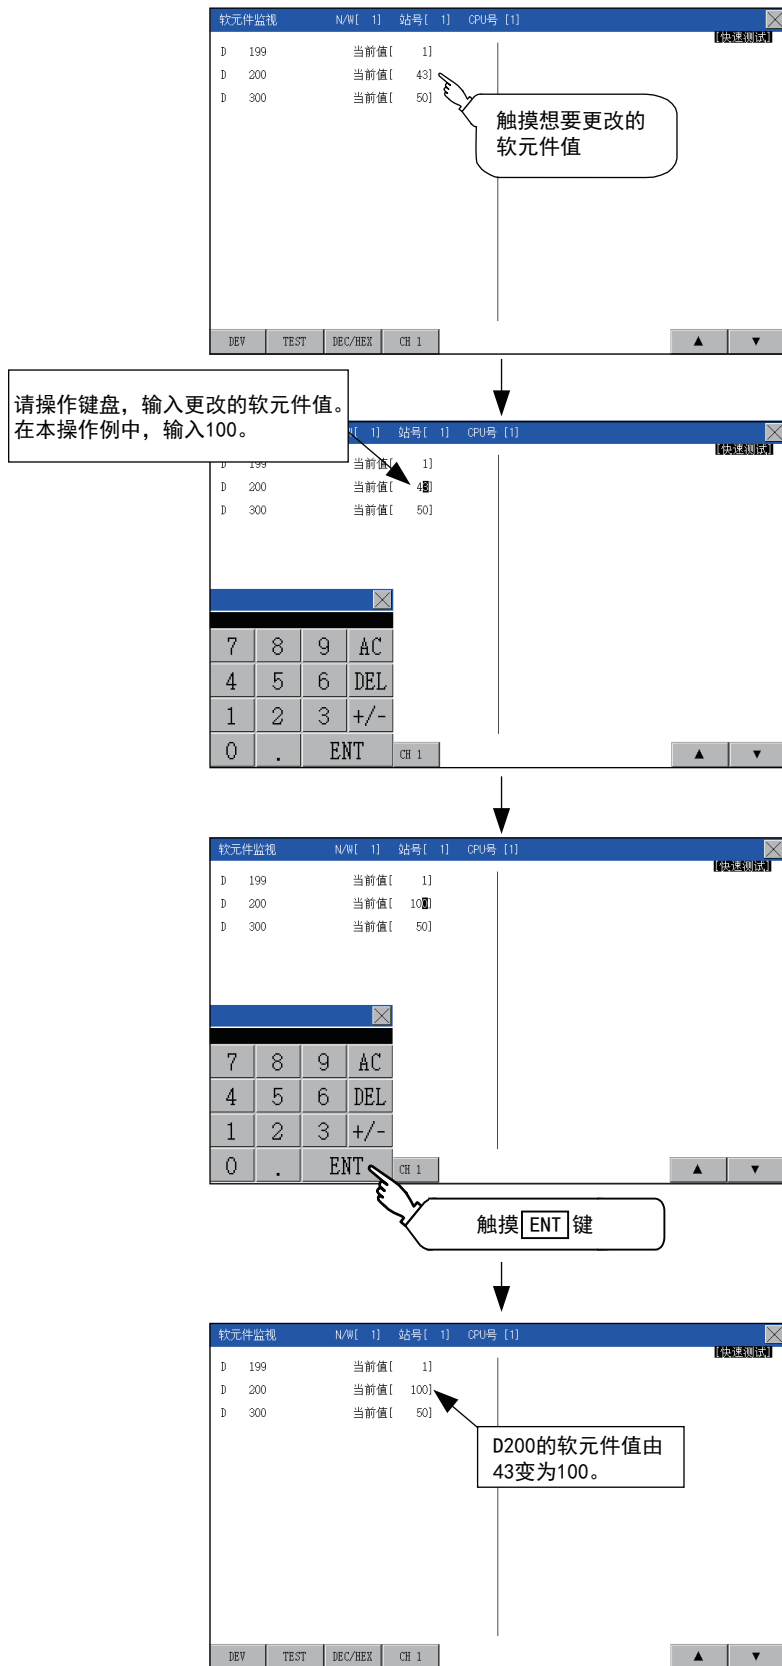 软元件监视 N/W[ 1] 站号[ 1] CPU号 [1]
[快速测试]
D 199 当前值[ 1]
D 200 当前值[ 43]
D 300 当前值[ 50]
触摸想要更改的
软元件值
DEV TEST DEC/HEX CH 1 ▲ ▼
请操作键盘，输入更改的软元件值。
在本操作例中，输入100。
W[ 1] 站号[ 1] CPU号 [1]
[快速测试]
D 199 当前值[ 1]
D 200 当前值[ 43]
D 300 当前值[ 50]
7 8 9 AC
4 5 6 DEL
1 2 3 +/-
0 . ENT CH 1 ▲ ▼
软元件监视 N/W[ 1] 站号[ 1] CPU号 [1]
[快速测试]
D 199 当前值[ 1]
D 200 当前值[ 100]
D 300 当前值[ 50]
7 8 9 AC
4 5 6 DEL
1 2 3 +/-
0 . ENT CH 1 ▲ ▼
触摸 ENT 键
软元件监视 N/W[ 1] 站号[ 1] CPU号 [1]
[快速测试]
D 199 当前值[ 1]
D 200 当前值[ 100]
D 300 当前值[ 50]
D200的软元件值由
43变为100。
DEV TEST DEC/HEX CH 1 ▲ ▼